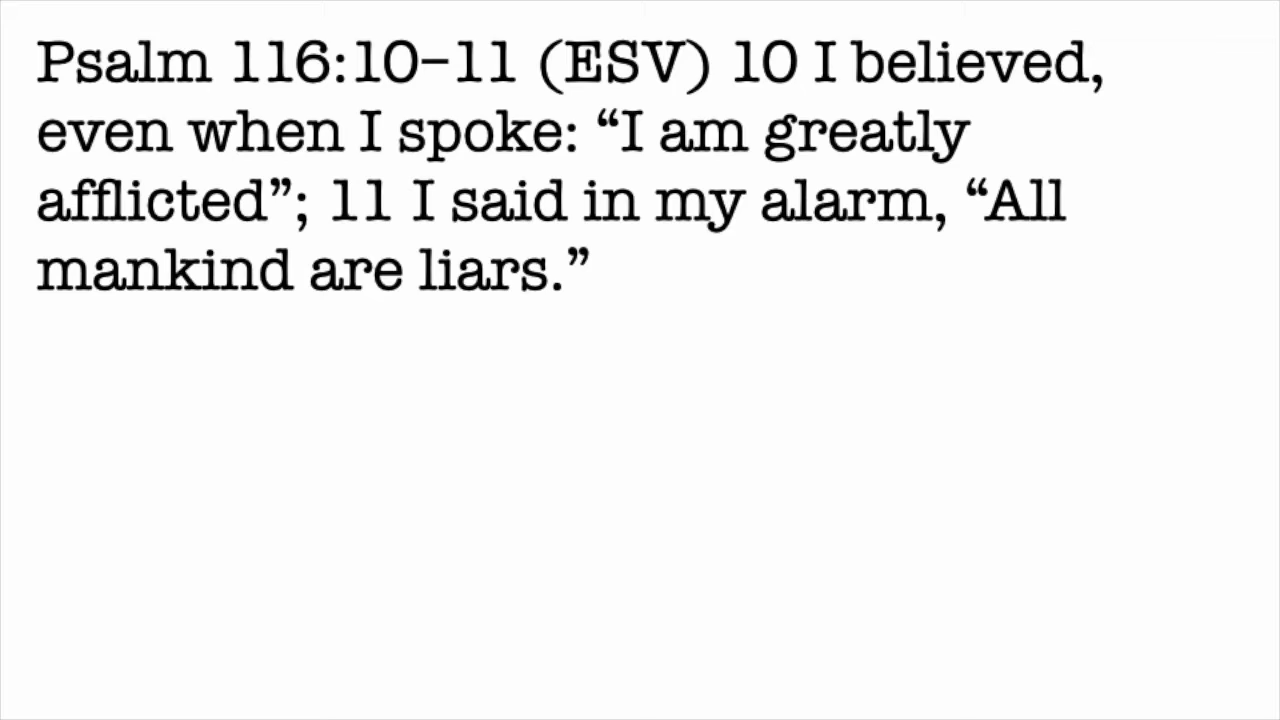 Psalm 116:10–11 (ESV) 10 I believed,
even when I spoke: “I am greatly
afflicted”; 11 I said in my alarm, “All
mankind are liars.”